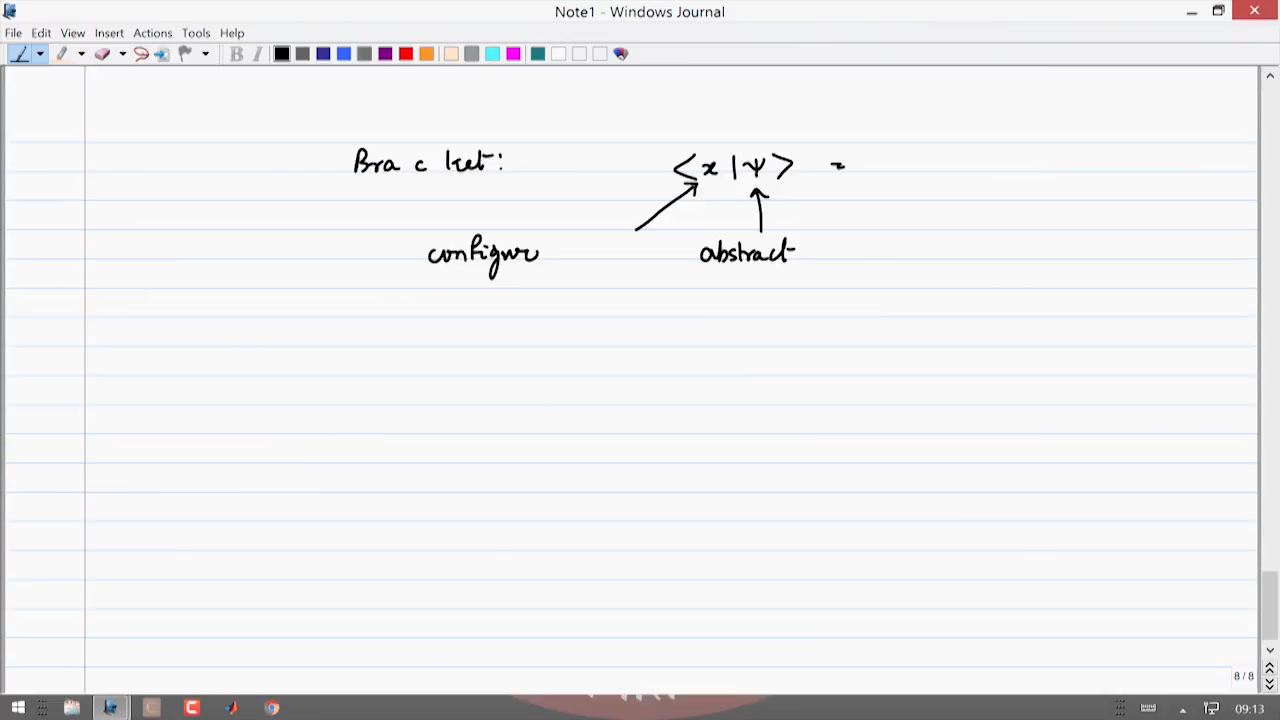 Note1 - Windows Journal
File Edit View Insert Actions Tools Help
B I
Bra c ket: <x|Ψ> =
configur abstract
8 / 8
09:13